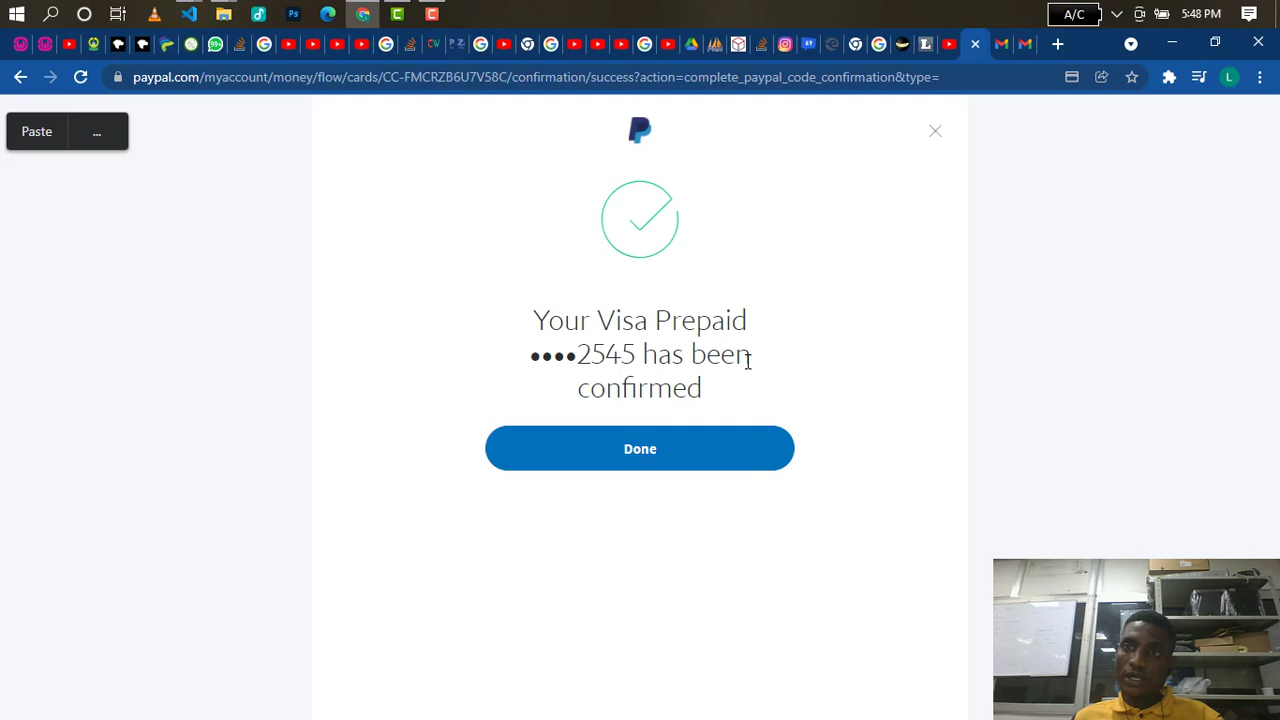 A/C
5:48 PM
paypal.com/myaccount/money/flow/cards/CC-FMCRZB6U7V58C/confirmation/success?action=complete_paypal_code_confirmation&type=
L
Paste
...
Your Visa Prepaid
••••2545 has been
confirmed
Done